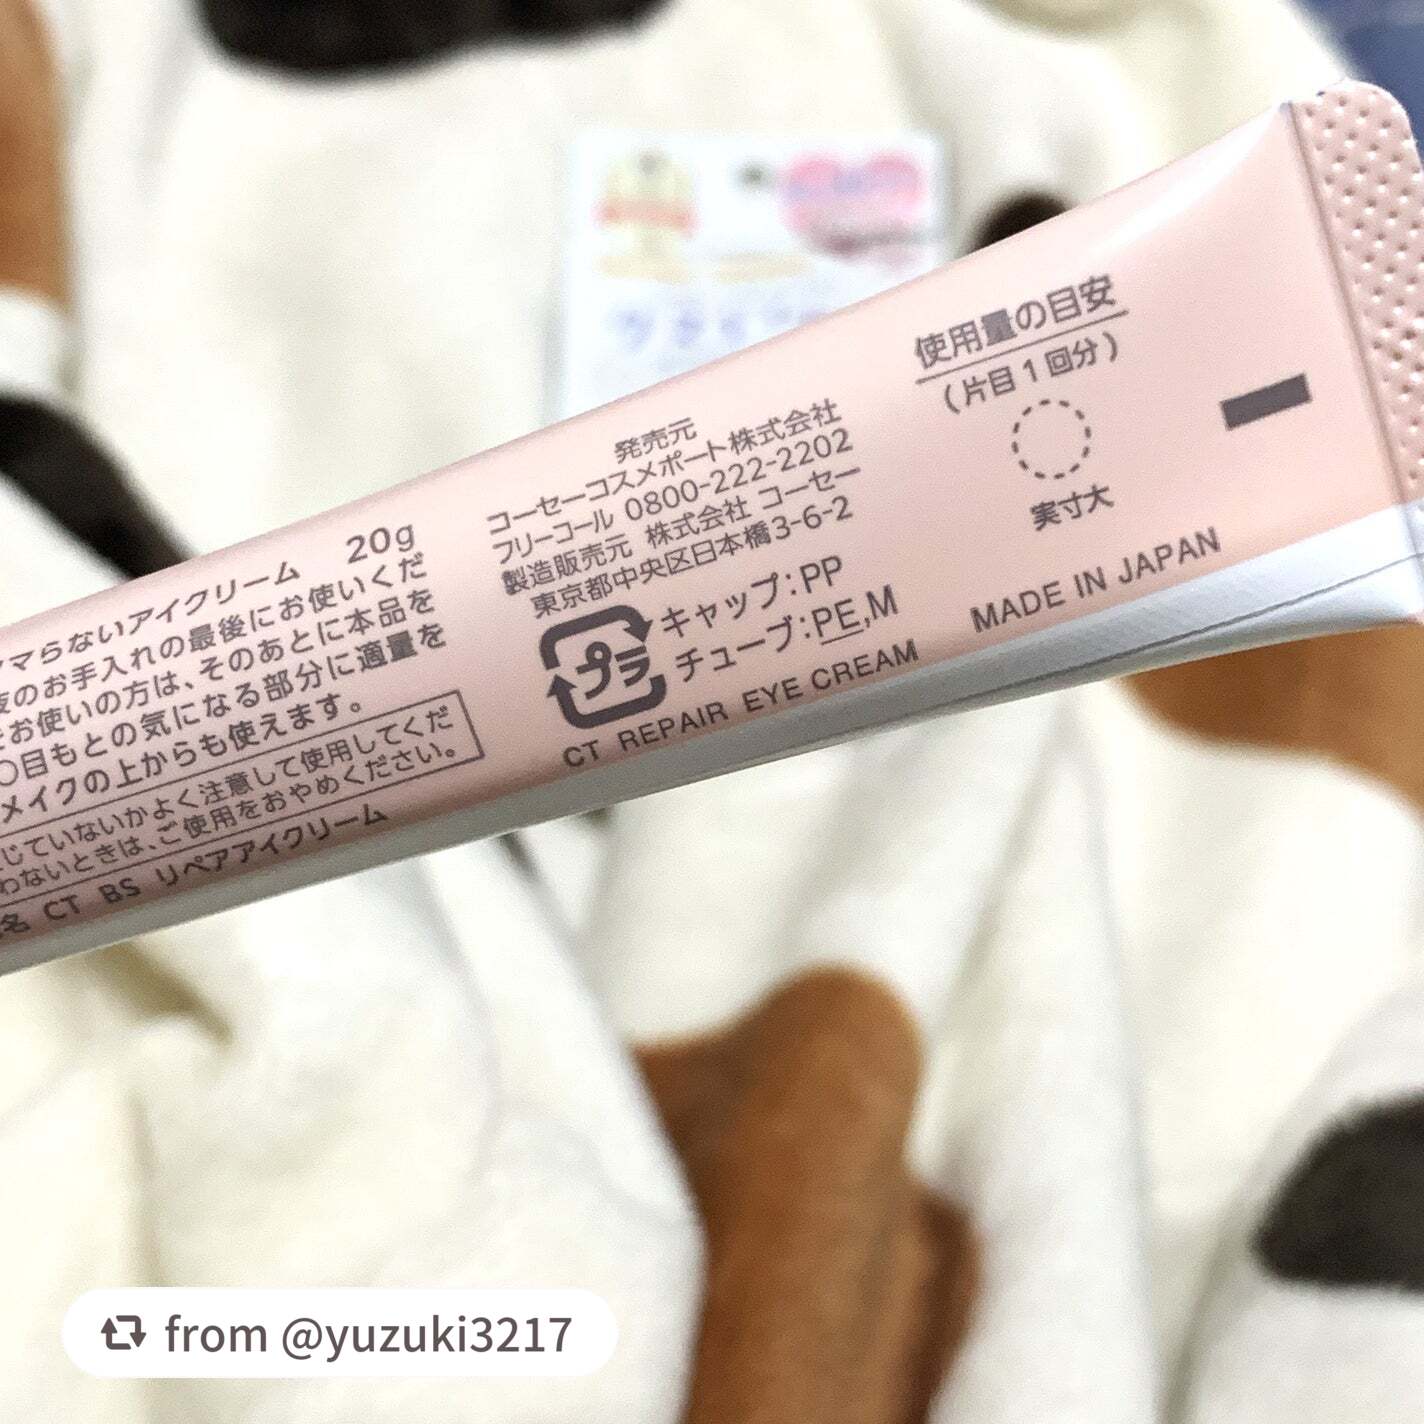 マらないアイクリーム 20g
夜のお手入れの最後にお使いくだ
お使いの方は、そのあとに本品を
〇目もとの気になる部分に適量を
メイクの上からも使えます。
じていないかよく注意して使用してくだ
わないときは、ご使用をおやめください。
名 CT BS リペアアイクリーム
発売元
コーセーコスメポート株式会社
フリーコール 0800-222-2202
製造販売元 株式会社 コーセー
東京都中央区日本橋3-6-2
プラ
キャップ:PP
チューブ:PE,M
CT REPAIR EYE CREAM
使用量の目安
(片目1回分)
実寸大
MADE IN JAPAN
from @yuzuki3217